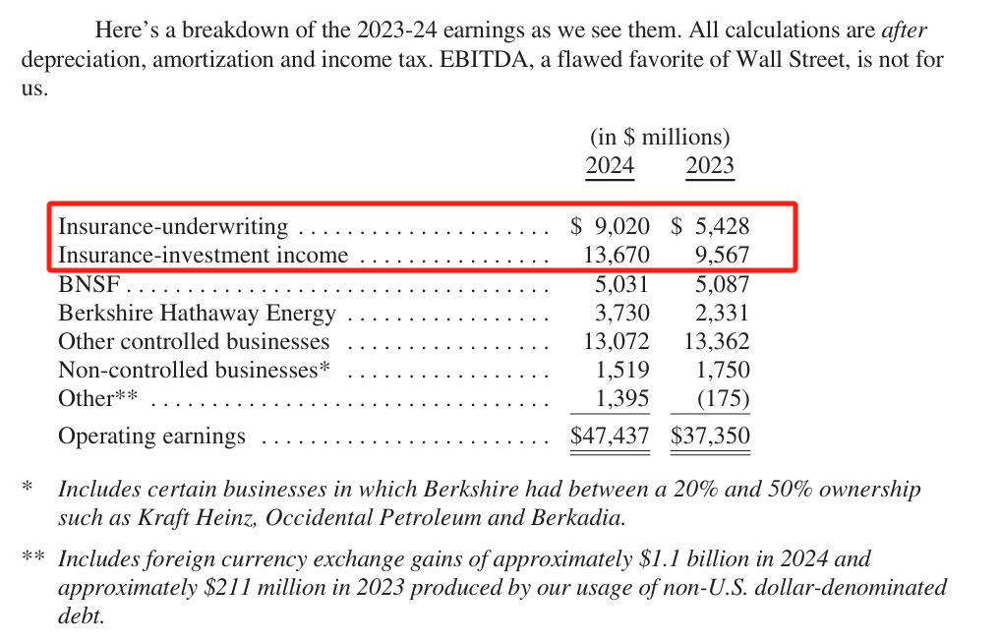 Here’s a breakdown of the 2023-24 earnings as we see them. All calculations are after
depreciation, amortization and income tax. EBITDA, a flawed favorite of Wall Street, is not for
us.
(in $ millions)
2024 2023
Insurance-underwriting . . . . . . . . . . . . . . . . . . . . . $ 9,020 $ 5,428
Insurance-investment income . . . . . . . . . . . . . . . . 13,670 9,567
BNSF . . . . . . . . . . . . . . . . . . . . . . . . . . . . . . . . . . . 5,031 5,087
Berkshire Hathaway Energy . . . . . . . . . . . . . . . . . 3,730 2,331
Other controlled businesses . . . . . . . . . . . . . . . . . 13,072 13,362
Non-controlled businesses* . . . . . . . . . . . . . . . . . 1,519 1,750
Other** . . . . . . . . . . . . . . . . . . . . . . . . . . . . . . . . . 1,395 (175)
Operating earnings . . . . . . . . . . . . . . . . . . . . . . . . $47,437 $37,350
* Includes certain businesses in which Berkshire had between a 20% and 50% ownership
such as Kraft Heinz, Occidental Petroleum and Berkadia.
** Includes foreign currency exchange gains of approximately $1.1 billion in 2024 and
approximately $211 million in 2023 produced by our usage of non-U.S. dollar-denominated
debt.